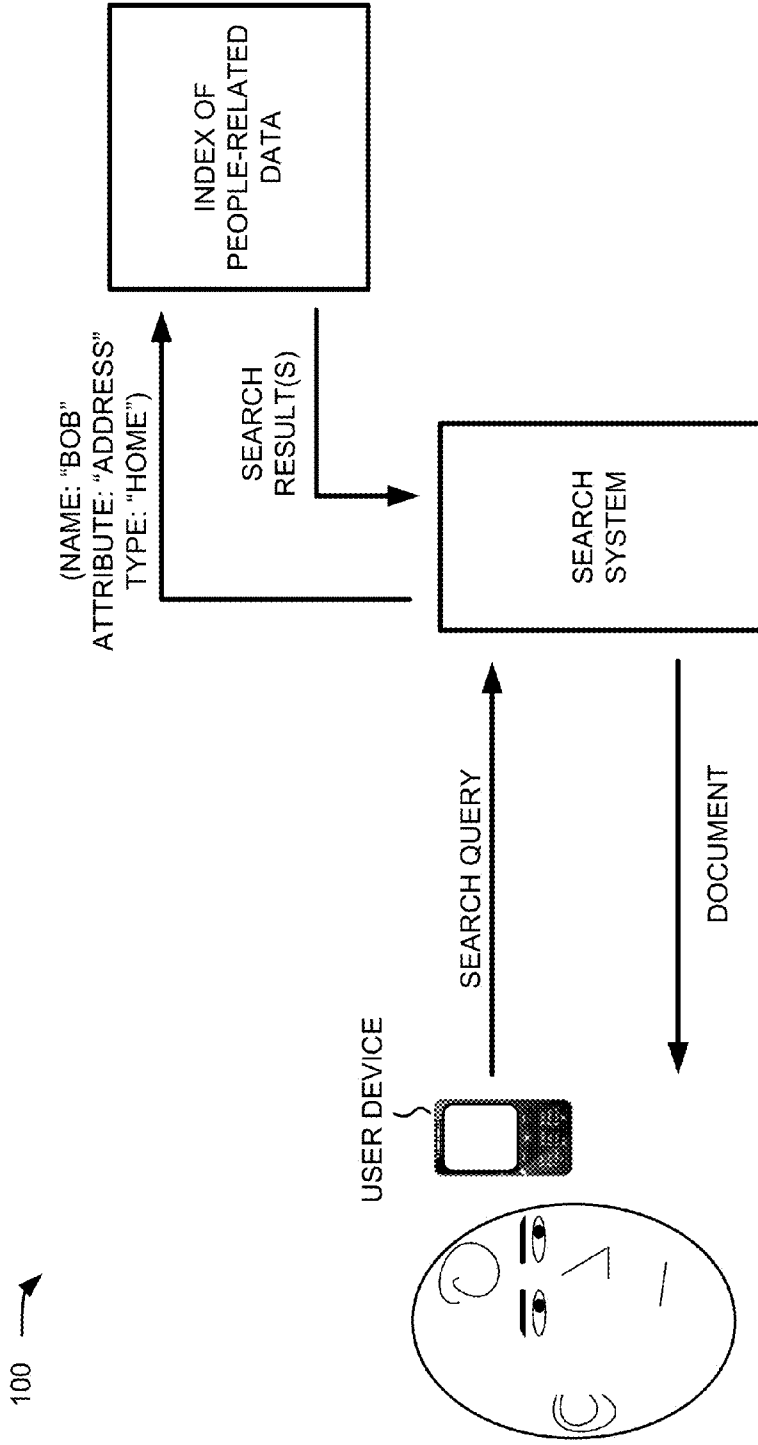 100
(NAME: “BOB”
ATTRIBUTE: “ADDRESS”
TYPE: “HOME”)
INDEX OF
PEOPLE-RELATED
DATA
SEARCH
RESULT(S)
USER DEVICE
SEARCH QUERY
SEARCH
SYSTEM
DOCUMENT